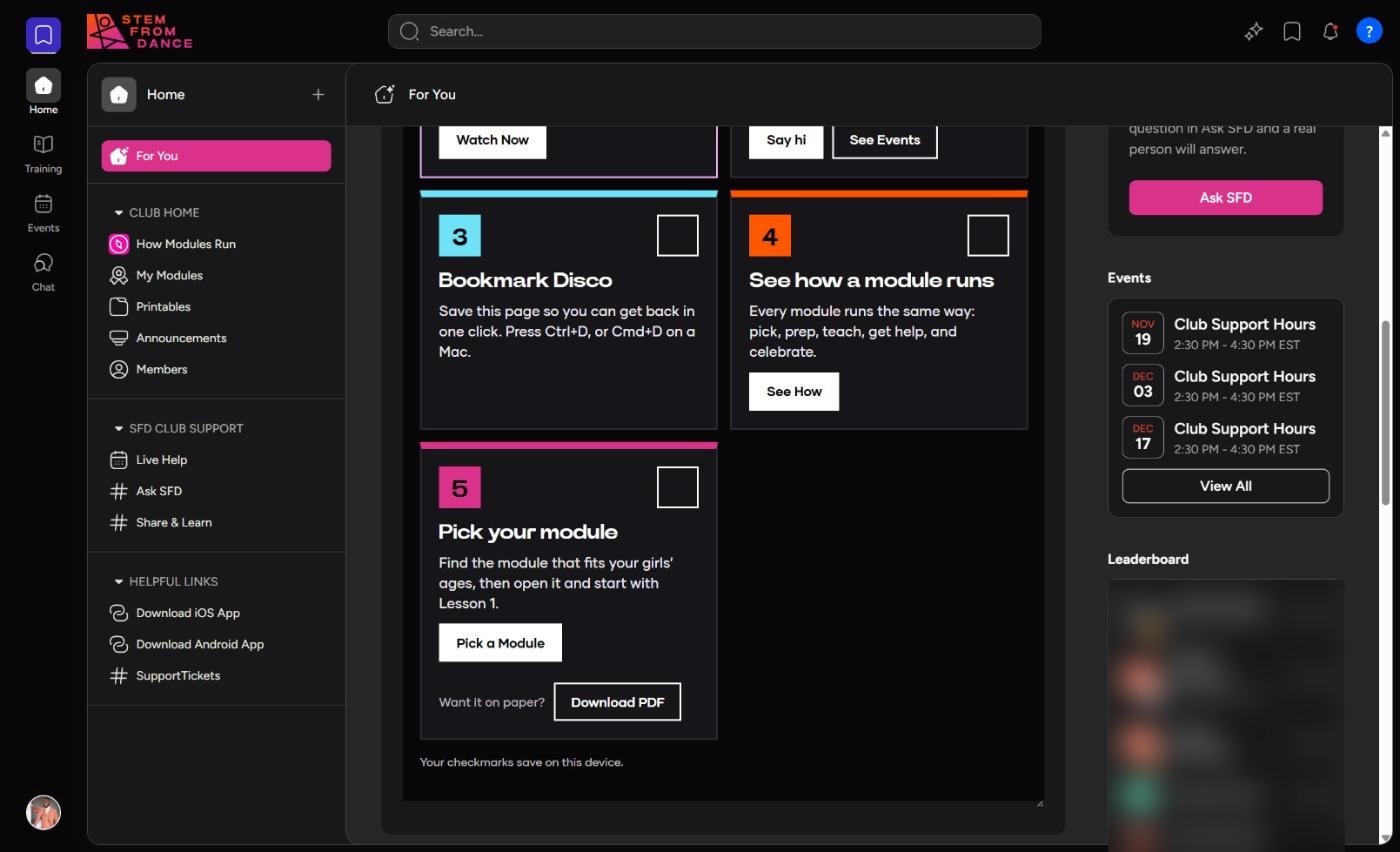 STEM
FROM
DANCE
Search...
?
Home
Training
Events
Chat
Home
For You
CLUB HOME
How Modules Run
My Modules
Printables
Announcements
Members
SFD CLUB SUPPORT
Live Help
Ask SFD
Share & Learn
HELPFUL LINKS
Download iOS App
Download Android App
SupportTickets
For You
Watch Now
Say hi
See Events
3
Bookmark Disco
Save this page so you can get back in
one click. Press Ctrl+D, or Cmd+D on a
Mac.
4
See how a module runs
Every module runs the same way:
pick, prep, teach, get help, and
celebrate.
See How
5
Pick your module
Find the module that fits your girls'
ages, then open it and start with
Lesson 1.
Pick a Module
Want it on paper?
Download PDF
Your checkmarks save on this device.
question in Ask SFD and a real
person will answer.
Ask SFD
Events
NOV
19
Club Support Hours
2:30 PM - 4:30 PM EST
DEC
03
Club Support Hours
2:30 PM - 4:30 PM EST
DEC
17
Club Support Hours
2:30 PM - 4:30 PM EST
View All
Leaderboard